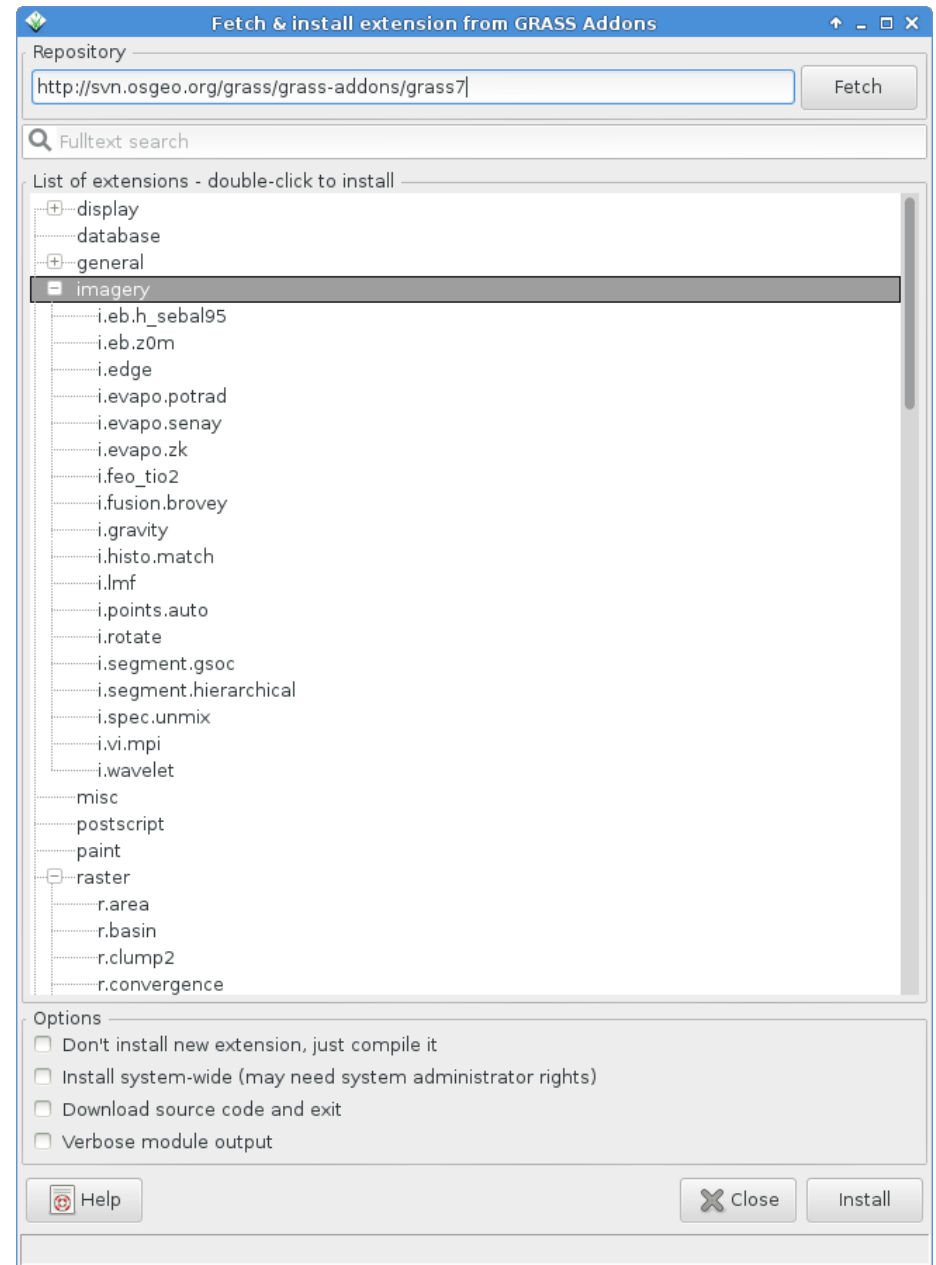 Fetch & install extension from GRASS Addons
Repository
http://svn.osgeo.org/grass/grass-addons/grass7
Fetch
Fulltext search
List of extensions - double-click to install
display
database
general
imagery
i.eb.h_sebal95
i.eb.z0m
i.edge
i.evapo.potrad
i.evapo.senay
i.evapo.zk
i.feo_tio2
i.fusion.brovey
i.gravity
i.histo.match
i.lmf
i.points.auto
i.rotate
i.segment.gsoc
i.segment.hierarchical
i.spec.unmix
i.vi.mpi
i.wavelet
misc
postscript
paint
raster
r.area
r.basin
r.clump2
r.convergence
Options
Don't install new extension, just compile it
Install system-wide (may need system administrator rights)
Download source code and exit
Verbose module output
Help
Close
Install